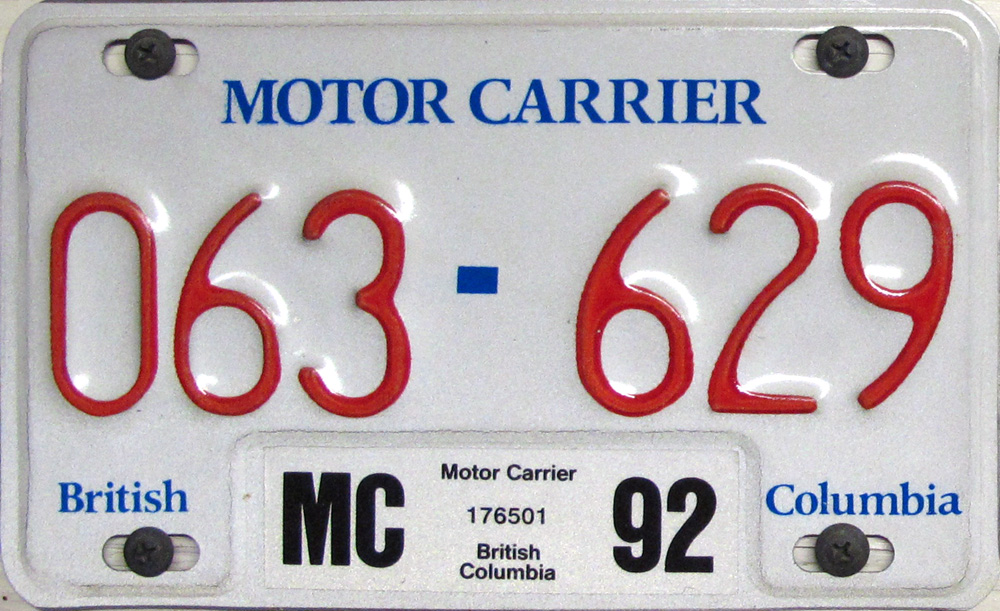 MOTOR CARRIER
063-629
British Columbia
MC Motor Carrier 92
176501
British
Columbia